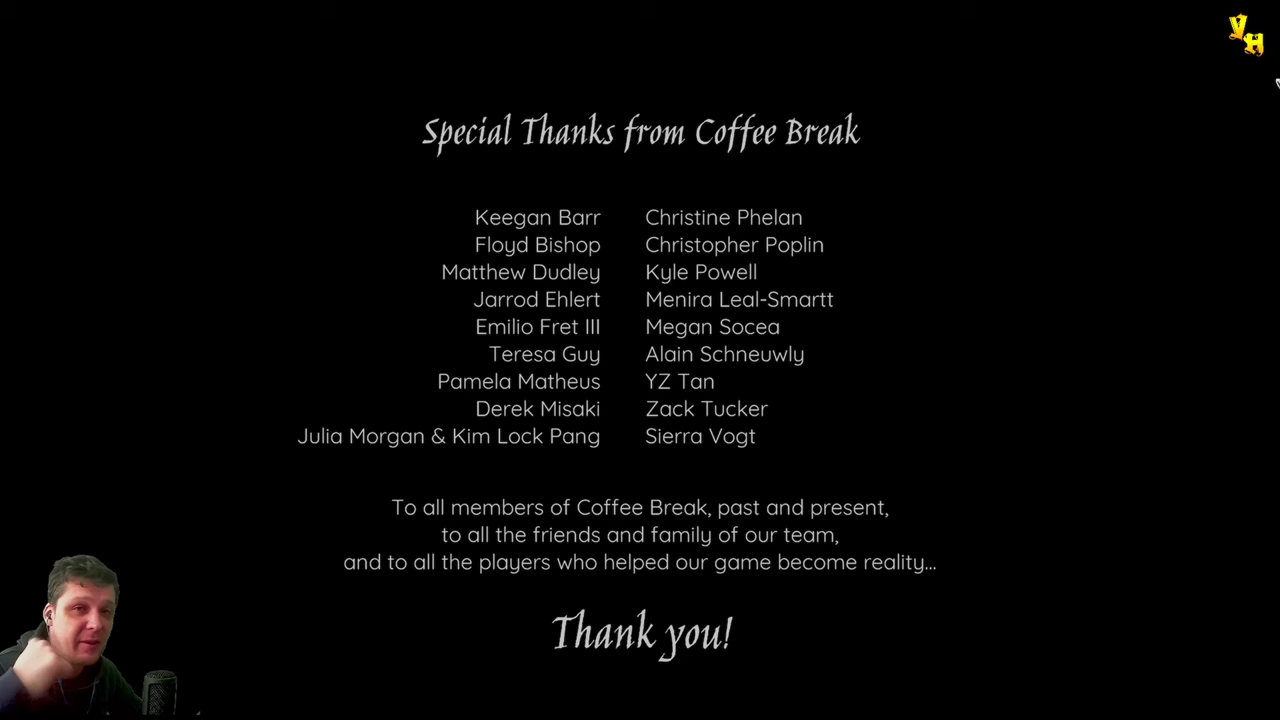 V
H
Special Thanks from Coffee Break
Keegan Barr Christine Phelan
Floyd Bishop Christopher Poplin
Matthew Dudley Kyle Powell
Jarrod Ehlert Menira Leal-Smartt
Emilio Fret III Megan Socea
Teresa Guy Alain Schneuwly
Pamela Matheus YZ Tan
Derek Misaki Zack Tucker
Julia Morgan & Kim Lock Pang Sierra Vogt
To all members of Coffee Break, past and present,
to all the friends and family of our team,
and to all the players who helped our game become reality...
Thank you!